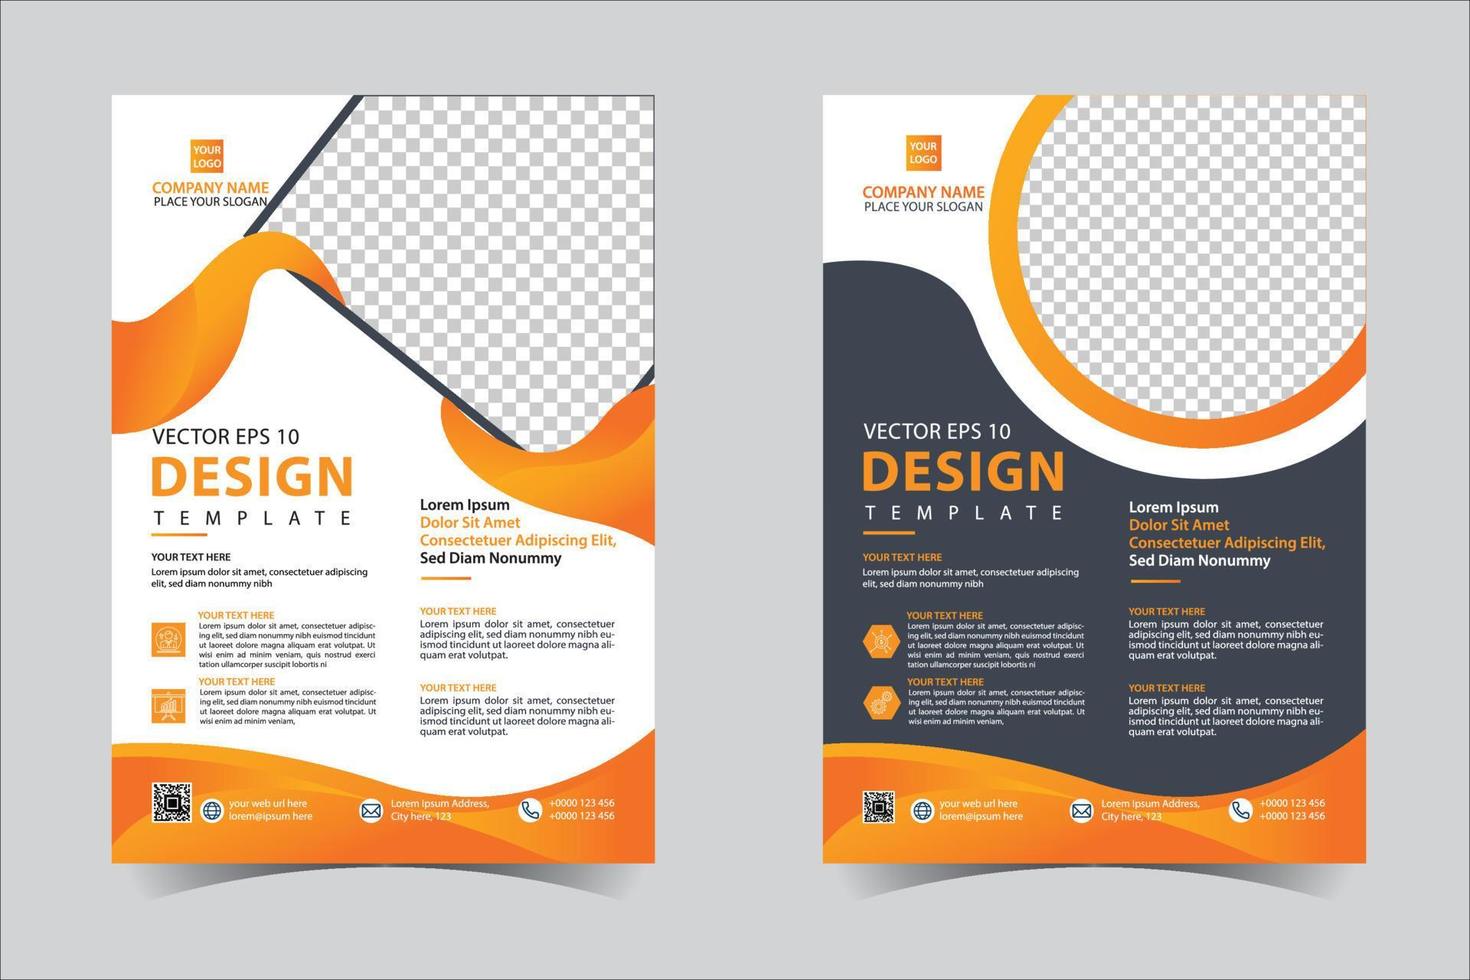 YOUR
LOGO
COMPANY NAME
PLACE YOUR SLOGAN
VECTOR EPS 10
DESIGN
TEMPLATE
YOUR TEXT HERE
Lorem ipsum dolor sit amet, consectetuer adipiscing
elit, sed diam nonummy nibh
YOUR TEXT HERE
Lorem ipsum dolor sit amet, consectetuer adipisc-
ing elit, sed diam nonummy nibh euismod tincidunt
ut laoreet dolore magna aliquam erat volutpat. Ut
wisi enim ad minim veniam, quis nostrud exerci
tation ullamcorper suscipit lobortis ni
YOUR TEXT HERE
Lorem ipsum dolor sit amet, consectetuer adipisc-
ing elit, sed diam nonummy nibh euismod tincidunt
ut laoreet dolore magna aliquam erat volutpat. Ut
wisi enim ad minim veniam,
Lorem Ipsum
Dolor Sit Amet
Consectetuer Adipiscing Elit,
Sed Diam Nonummy
YOUR TEXT HERE
Lorem ipsum dolor sit amet, consectetuer
adipiscing elit, sed diam nonummy nibh eu-
ismod tincidunt ut laoreet dolore magna ali-
quam erat volutpat.
YOUR TEXT HERE
Lorem ipsum dolor sit amet, consectetuer
adipiscing elit, sed diam nonummy nibh eu-
ismod tincidunt ut laoreet dolore magna ali-
quam erat volutpat.
your web url here
lorem@ipsum here
Lorem Ipsum Address,
City here, 123
+0000 123 456
+0000 123 456
YOUR
LOGO
COMPANY NAME
PLACE YOUR SLOGAN
VECTOR EPS 10
DESIGN
TEMPLATE
YOUR TEXT HERE
Lorem ipsum dolor sit amet, consectetuer adipiscing
elit, sed diam nonummy nibh
YOUR TEXT HERE
Lorem ipsum dolor sit amet, consectetuer adipisc-
ing elit, sed diam nonummy nibh euismod tincidunt
ut laoreet dolore magna aliquam erat volutpat. Ut
wisi enim ad minim veniam, quis nostrud exerci
tation ullamcorper suscipit lobortis ni
YOUR TEXT HERE
Lorem ipsum dolor sit amet, consectetuer adipisc-
ing elit, sed diam nonummy nibh euismod tincidunt
ut laoreet dolore magna aliquam erat volutpat. Ut
wisi enim ad minim veniam,
Lorem Ipsum
Dolor Sit Amet
Consectetuer Adipiscing Elit,
Sed Diam Nonummy
YOUR TEXT HERE
Lorem ipsum dolor sit amet, consectetuer
adipiscing elit, sed diam nonummy nibh eu-
ismod tincidunt ut laoreet dolore magna ali-
quam erat volutpat.
YOUR TEXT HERE
Lorem ipsum dolor sit amet, consectetuer
adipiscing elit, sed diam nonummy nibh eu-
ismod tincidunt ut laoreet dolore magna ali-
quam erat volutpat.
your web url here
lorem@ipsum here
Lorem Ipsum Address,
City here, 123
+0000 123 456
+0000 123 456